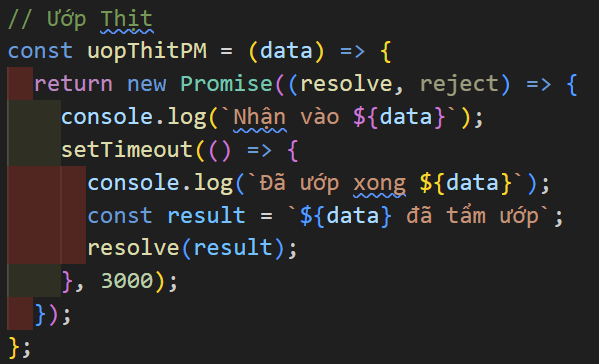 // Ướp Thịt
const uopThitPM = (data) => {
  return new Promise((resolve, reject) => {
    console.log(`Nhận vào ${data}`);
    setTimeout(() => {
      console.log(`Đã ướp xong ${data}`);
      const result = `${data} đã tẩm ướp`;
      resolve(result);
    }, 3000);
  });
};